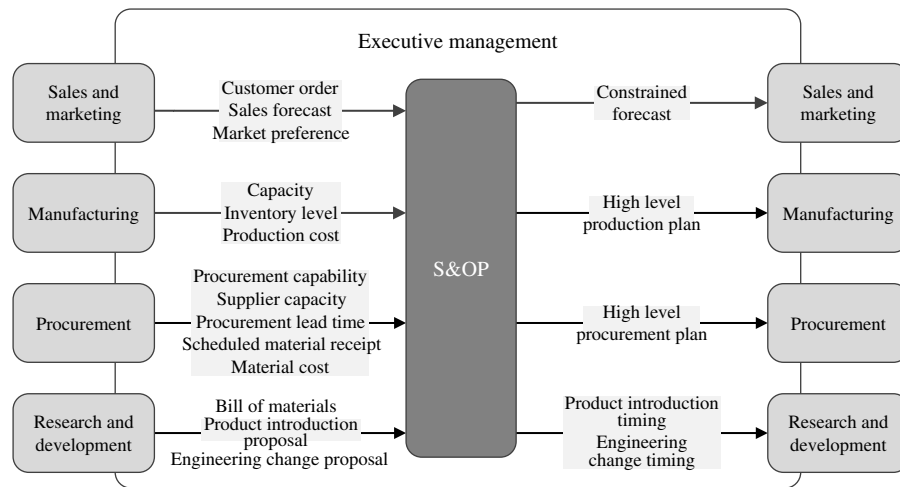 Executive management
Sales and
marketing
Customer order
Sales forecast
Market preference
Constrained
forecast
Sales and
marketing
Manufacturing
Capacity
Inventory level
Production cost
High level
production plan
Manufacturing
S&OP
Procurement
Procurement capability
Supplier capacity
Procurement lead time
Scheduled material receipt
Material cost
High level
procurement plan
Procurement
Research and
development
Bill of materials
Product introduction
proposal
Engineering change proposal
Product introduction
timing
Engineering
change timing
Research and
development